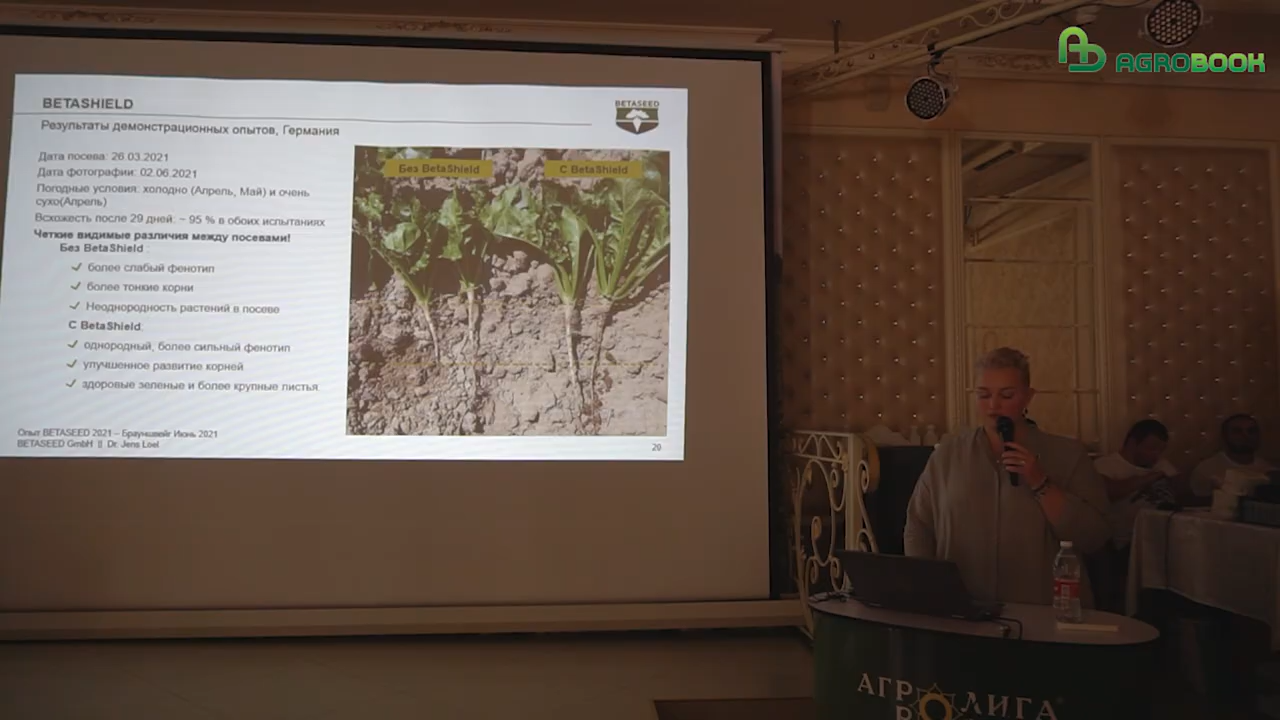 AGROBOOK
BETASHIELD
BETASEED
Результаты демонстрационных опытов, Германия
Дата посева: 26.03.2021
Дата фотографии: 02.06.2021
Погодные условия: холодно (Апрель, Май) и очень
сухо(Апрель)
Всхожесть после 29 дней: ~ 95 % в обоих испытаниях
Четкие видимые различия между посевами!
Без BetaShield :
более слабый фенотип
более тонкие корни
Неоднородность растений в посеве
С BetaShield:
однородный, более сильный фенотип
улучшенное развитие корней
здоровые зеленые и более крупные листья
Без BetaShield
С BetaShield
Опыт BETASEED 2021 – Брауншвейг Июнь 2021
BETASEED GmbH || Dr. Jens Loel
20
АГРОЛИГА